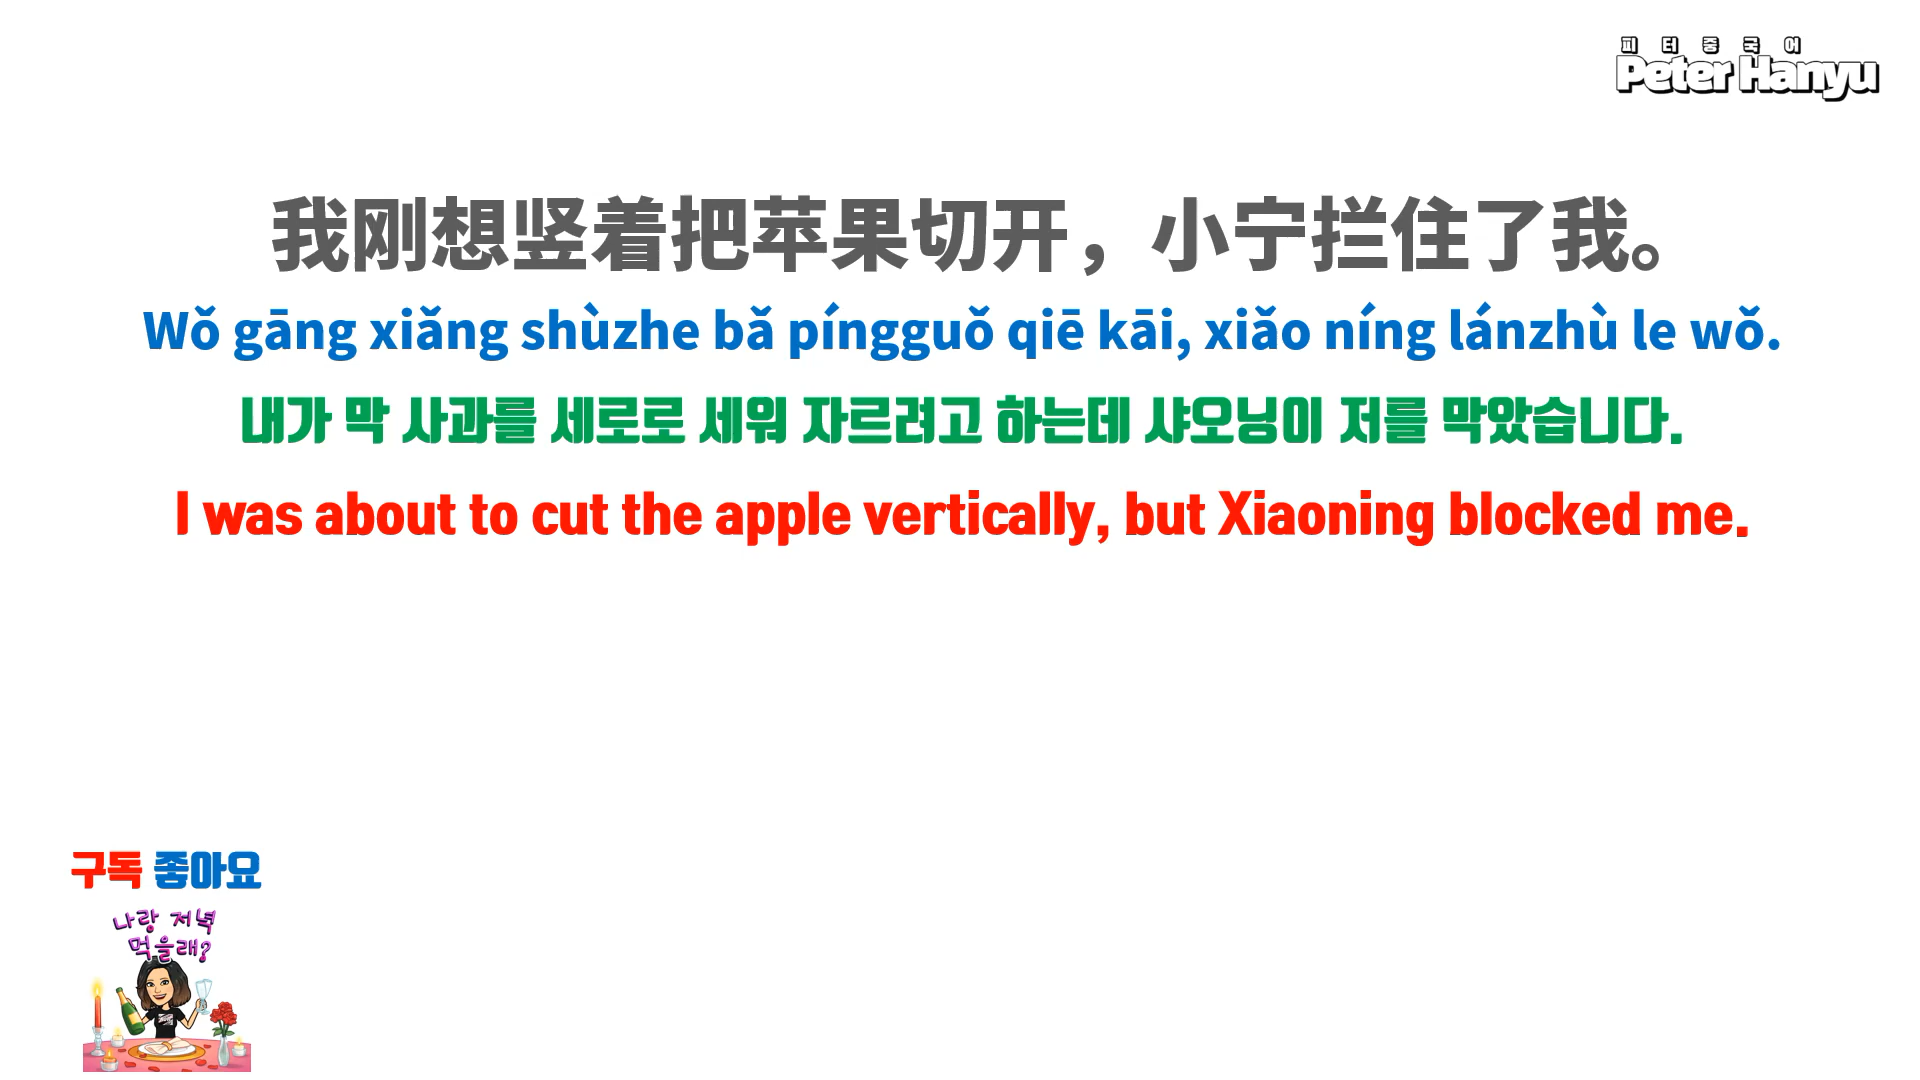 피터중국어
Peter Hanyu
我刚想竖着把苹果切开，小宁拦住了我。
Wǒ gāng xiǎng shùzhe bǎ píngguǒ qiē kāi, xiǎo níng lánzhù le wǒ.
내가 막 사과를 세로로 세워 자르려고 하는데 샤오닝이 저를 막았습니다.
I was about to cut the apple vertically, but Xiaoning blocked me.
구독 좋아요
나랑 저녁
먹을래?